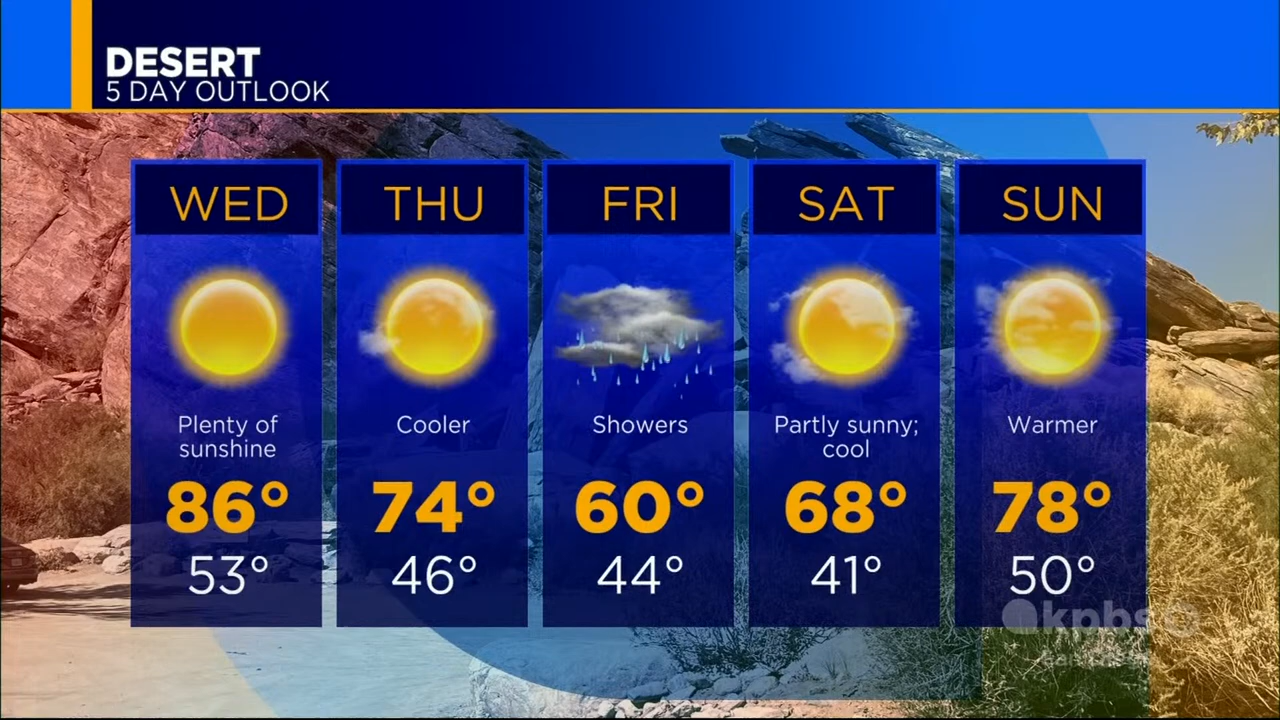 DESERT
5 DAY OUTLOOK
WED
THU
FRI
SAT
SUN
Plenty of
sunshine
Cooler
Showers
Partly sunny;
cool
Warmer
86°
74°
60°
68°
78°
53°
46°
44°
41°
50°
kpbs